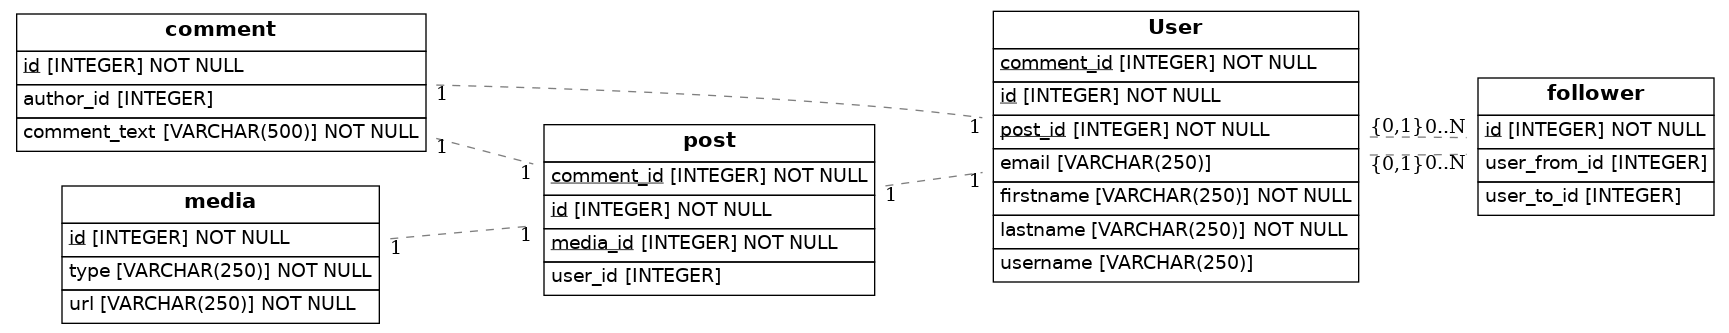 comment
id [INTEGER] NOT NULL
author_id [INTEGER]
comment_text [VARCHAR(500)] NOT NULL
1
1
media
id [INTEGER] NOT NULL
type [VARCHAR(250)] NOT NULL
url [VARCHAR(250)] NOT NULL
1
1
1
post
comment_id [INTEGER] NOT NULL
id [INTEGER] NOT NULL
media_id [INTEGER] NOT NULL
user_id [INTEGER]
1
1
1
User
comment_id [INTEGER] NOT NULL
id [INTEGER] NOT NULL
post_id [INTEGER] NOT NULL
email [VARCHAR(250)]
firstname [VARCHAR(250)] NOT NULL
lastname [VARCHAR(250)] NOT NULL
username [VARCHAR(250)]
{0,1}0..N
{0,1}0..N
follower
id [INTEGER] NOT NULL
user_from_id [INTEGER]
user_to_id [INTEGER]